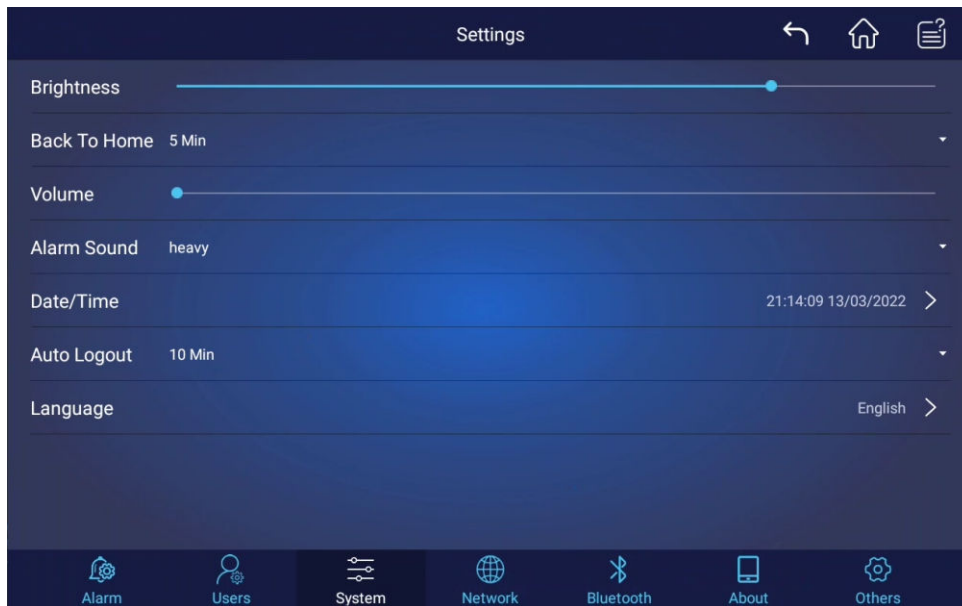 Settings
Brightness
Back To Home 5 Min
Volume
Alarm Sound heavy
Date/Time 21:14:09 13/03/2022
Auto Logout 10 Min
Language English
Alarm Users System Network Bluetooth About Others